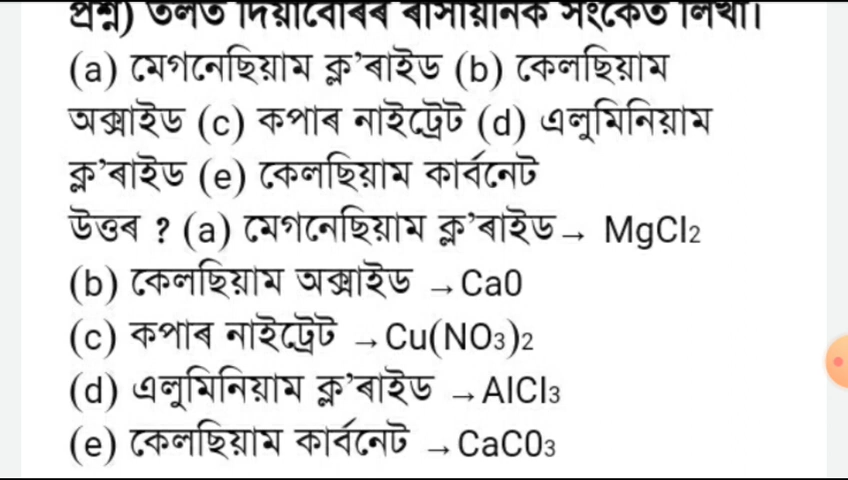 প্ৰশ্ন) তলত দিয়াবোৰৰ ৰাসায়নিক সংকেত লিখা।
(a) মেগনেছিয়াম ক্ল'ৰাইড (b) কেলছিয়াম
অক্সাইড (c) কপাৰ নাইট্ৰেট (d) এলুমিনিয়াম
ক্ল'ৰাইড (e) কেলছিয়াম কাৰ্বনেট
উত্তৰ ? (a) মেগনেছিয়াম ক্ল'ৰাইড→ MgCl₂
(b) কেলছিয়াম অক্সাইড →Ca0
(c) কপাৰ নাইট্ৰেট →Cu(NO₃)₂
(d) এলুমিনিয়াম ক্ল'ৰাইড →AlCl₃
(e) কেলছিয়াম কাৰ্বনেট →CaC0₃